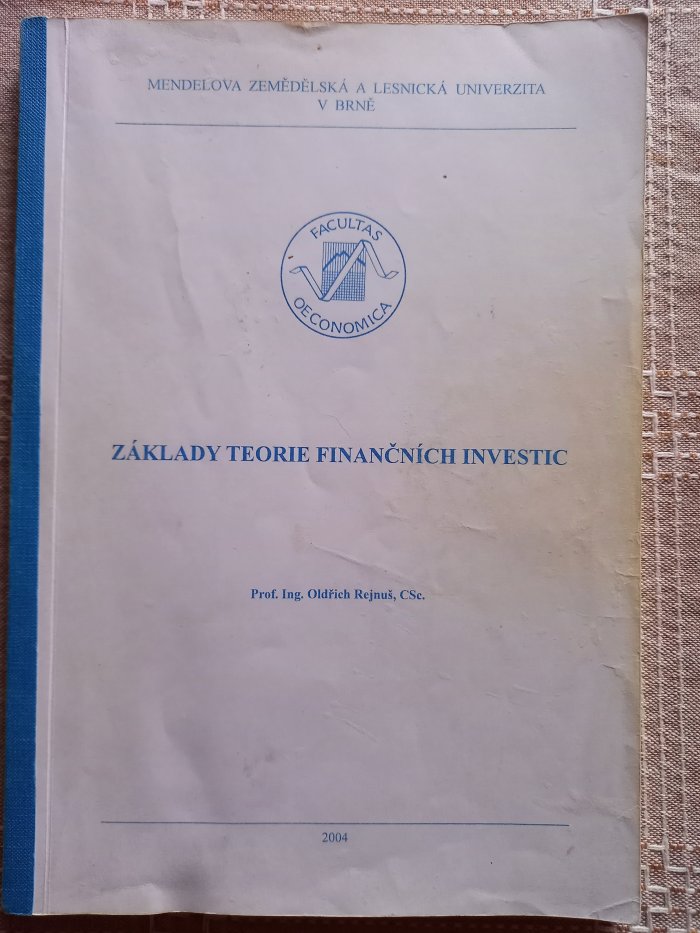 MENDELOVA ZEMĚDĚLSKÁ A LESNICKÁ UNIVERZITA
V BRNĚ
FACULTAS
OECONOMICA
ZÁKLADY TEORIE FINANČNÍCH INVESTIC
Prof. Ing. Oldřich Rejnuš, CSc.
2004